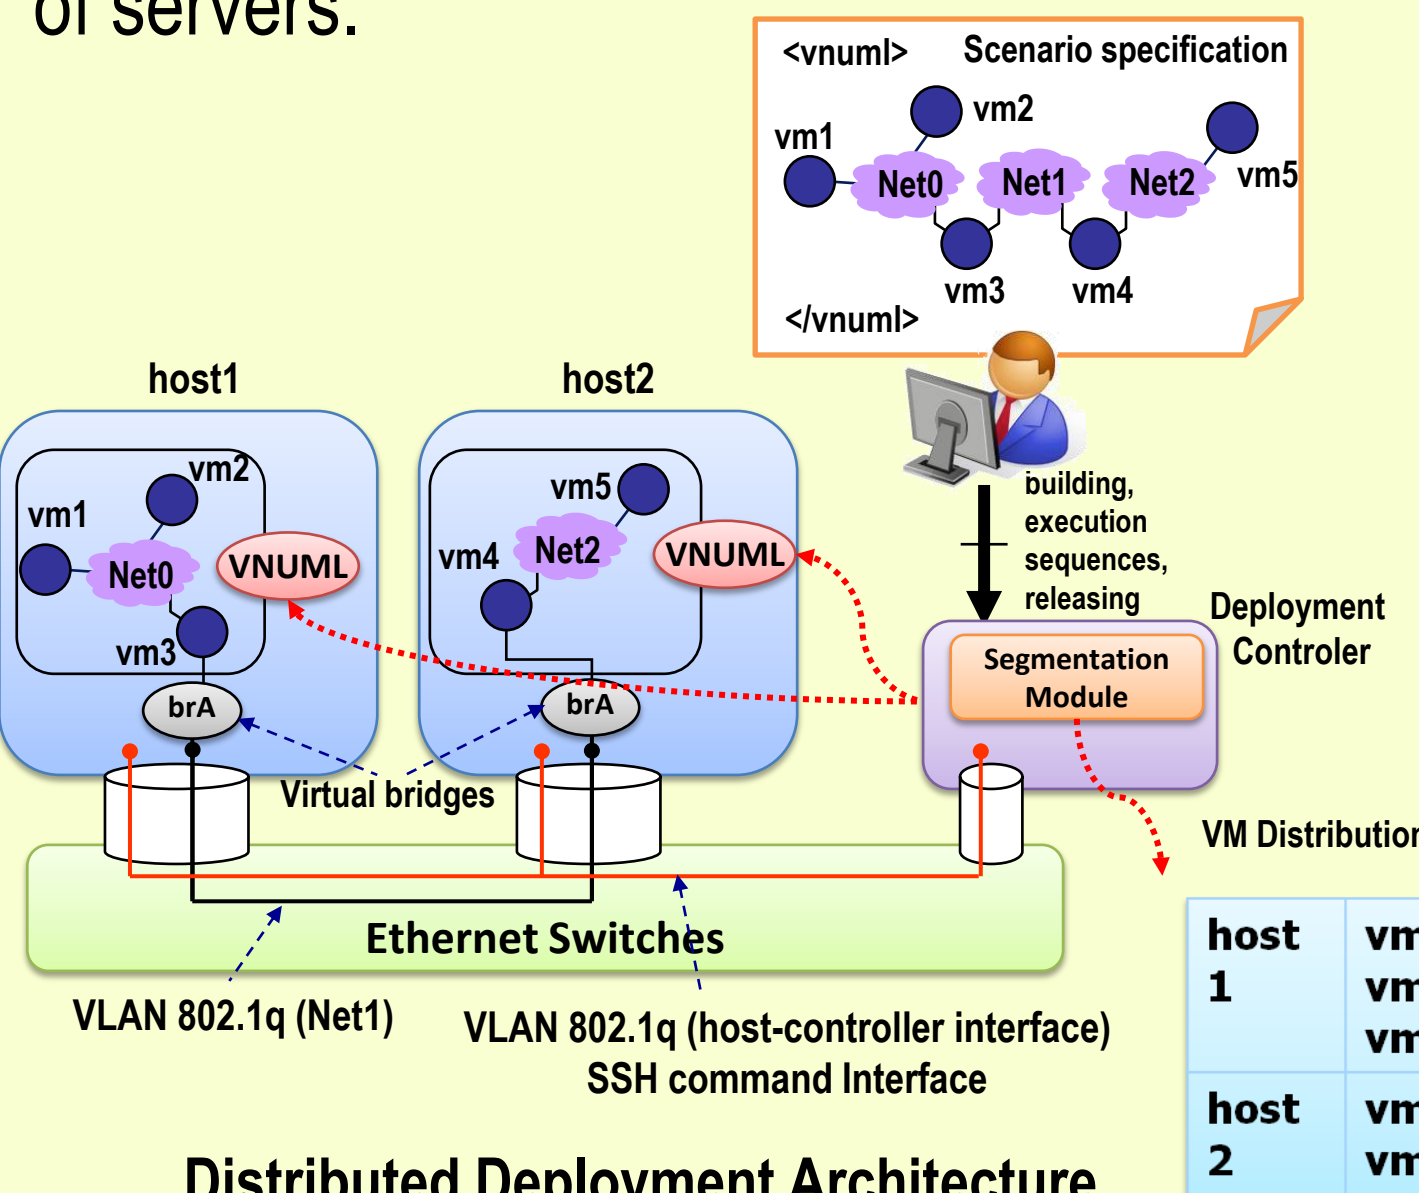 of servers.
<vnuml> Scenario specification
vm2
vm1
Net0 Net1 Net2
vm5
vm3 vm4
</vnuml>
host1
host2
vm2
vm1
Net0
VNUML
vm3
brA
vm5
vm4
Net2
VNUML
brA
building,
execution
sequences,
releasing
Deployment
Controler
Segmentation
Module
Virtual bridges
VM Distribution
Ethernet Switches
VLAN 802.1q (Net1)
VLAN 802.1q (host-controller interface)
SSH command Interface
host
1
host
2
Distributed Deployment Architecture